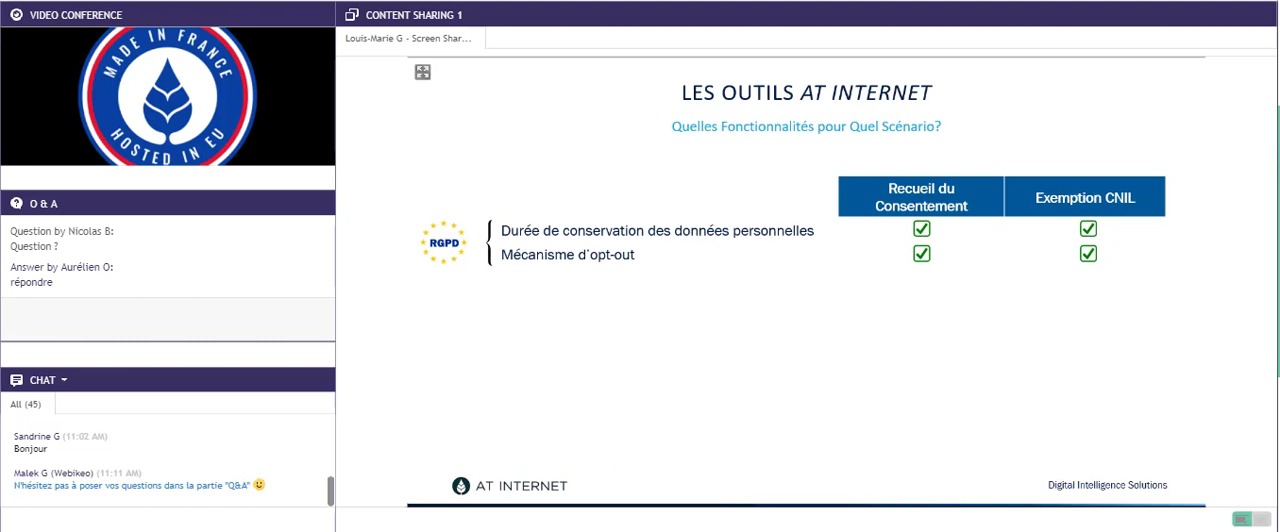 VIDEO CONFERENCE
MADE IN FRANCE
HOSTED IN EU
Q & A
Question by Nicolas B:
Question ?
Answer by Aurélien O:
répondre
CHAT
All (45)
Sandrine G (11:02 AM)
Bonjour
Malek G (Webikeo) (11:11 AM)
N'hésitez pas à poser vos questions dans la partie "Q&A"
CONTENT SHARING 1
Louis-Marie G - Screen Shar...
LES OUTILS AT INTERNET
Quelles Fonctionnalités pour Quel Scénario?
Recueil du
Consentement
Exemption CNIL
RGPD
Durée de conservation des données personnelles
Mécanisme d'opt-out
AT INTERNET
Digital Intelligence Solutions